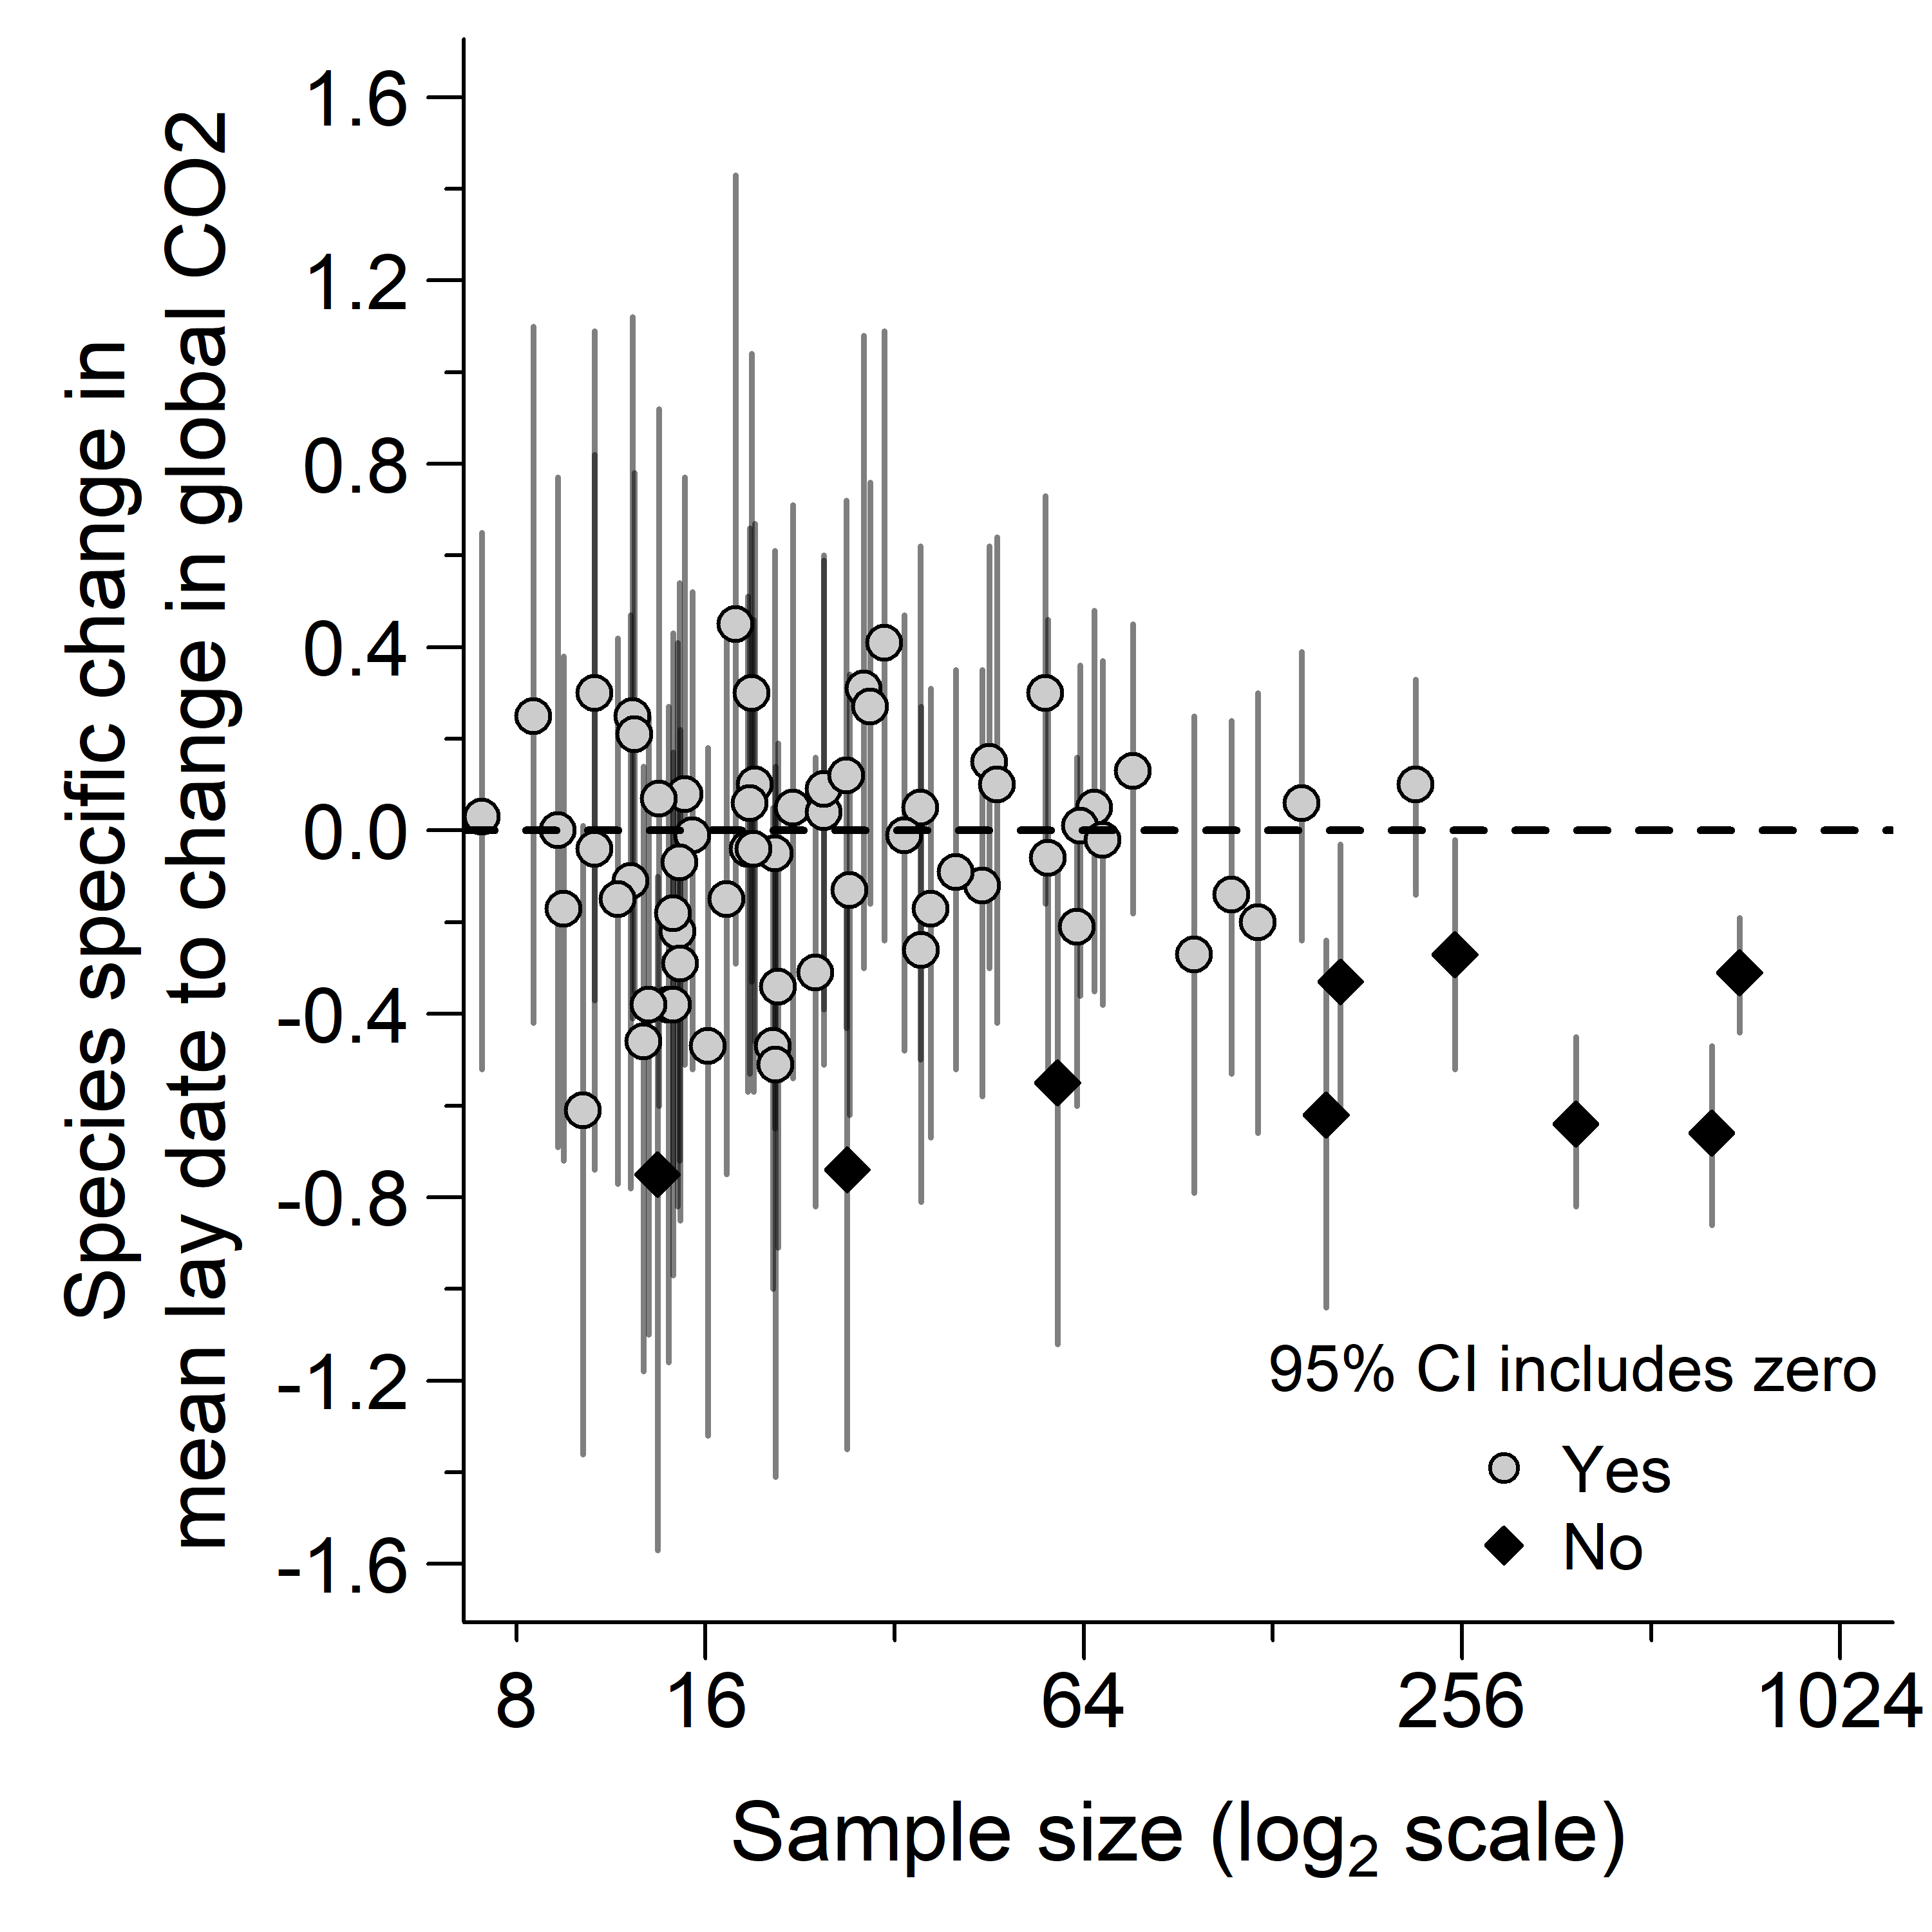 Species specific change in
mean lay date to change in global CO2
1.6
1.2
0.8
0.4
0.0
-0.4
-0.8
-1.2
-1.6
95% CI includes zero
Yes
No
8 16 64 256 1024
Sample size (log₂ scale)